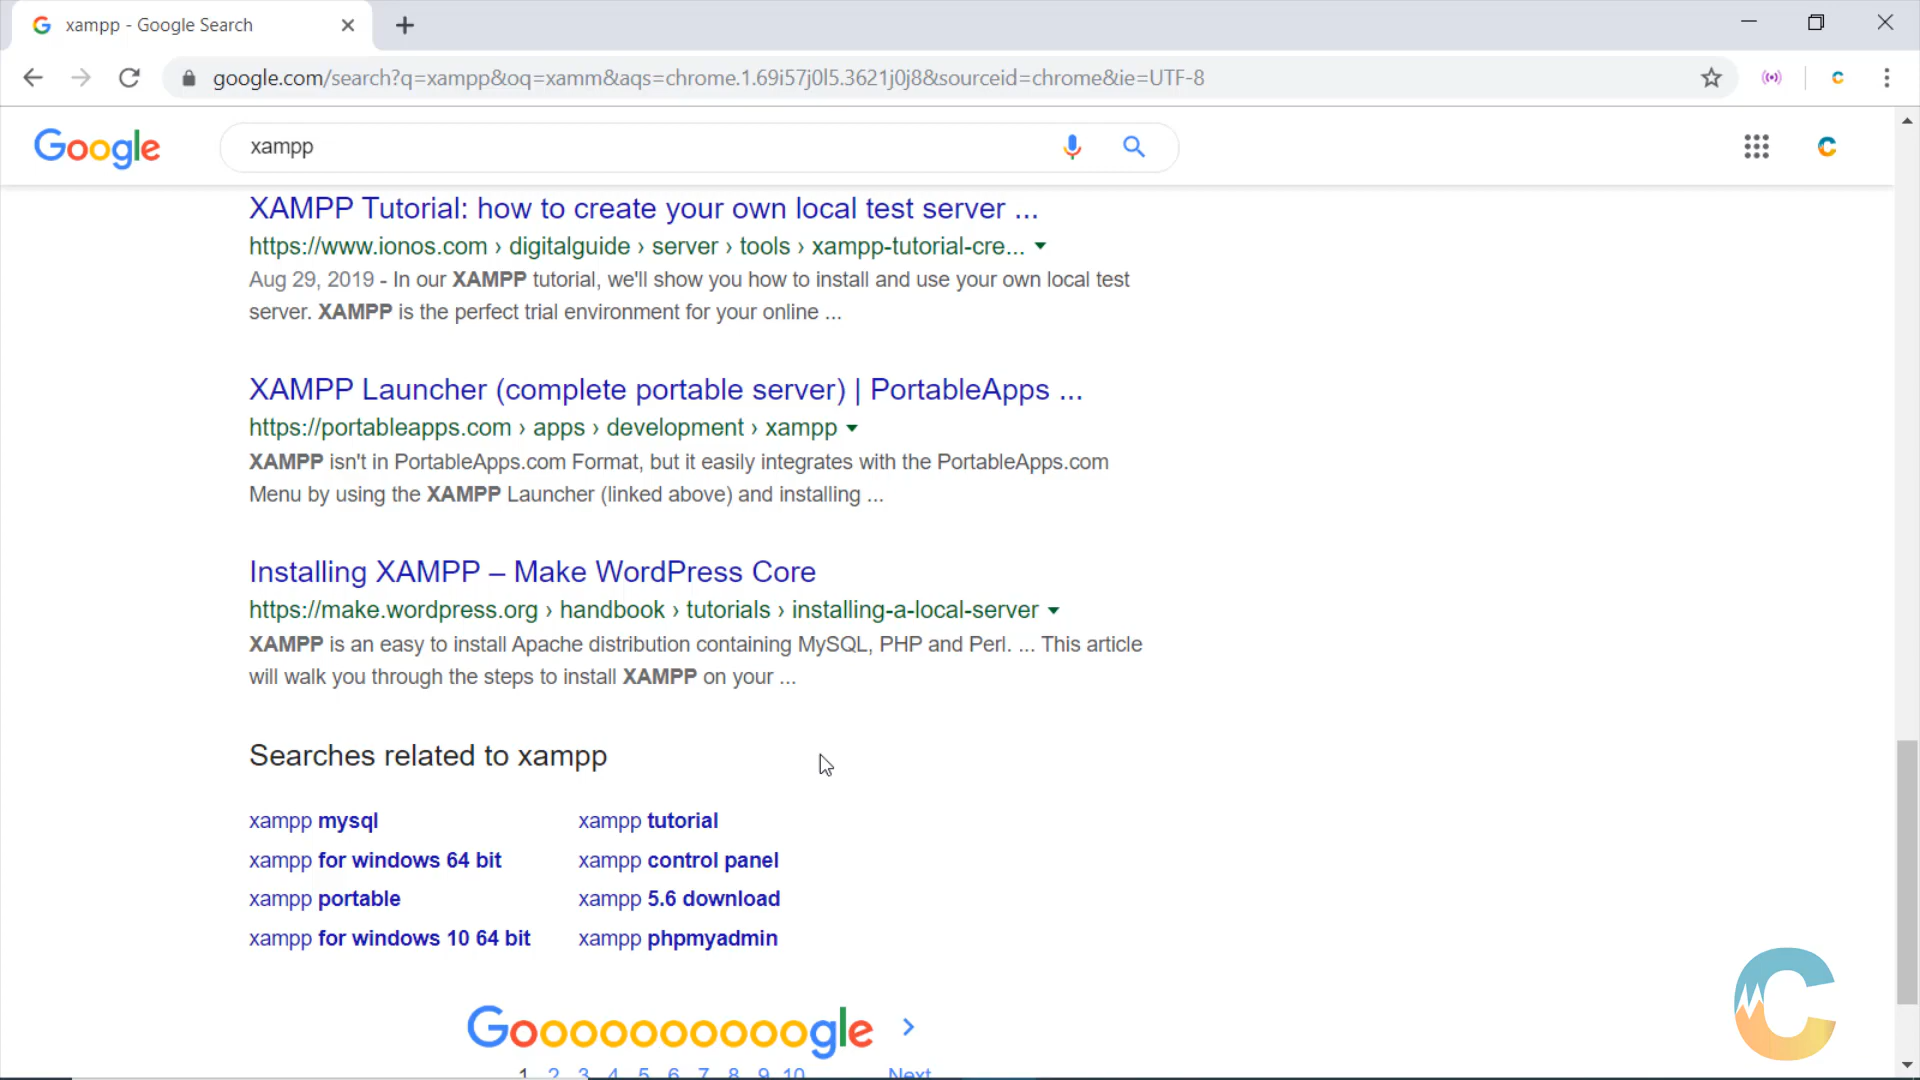 xampp - Google Search
google.com/search?q=xampp&oq=xamm&aqs=chrome.1.69i57j0l5.3621j0j8&sourceid=chrome&ie=UTF-8
Google
xampp
XAMPP Tutorial: how to create your own local test server ...
https://www.ionos.com › digitalguide › server › tools › xampp-tutorial-cre...
Aug 29, 2019 - In our XAMPP tutorial, we'll show you how to install and use your own local test
server. XAMPP is the perfect trial environment for your online ...
XAMPP Launcher (complete portable server) | PortableApps ...
https://portableapps.com › apps › development › xampp
XAMPP isn't in PortableApps.com Format, but it easily integrates with the PortableApps.com
Menu by using the XAMPP Launcher (linked above) and installing ...
Installing XAMPP – Make WordPress Core
https://make.wordpress.org › handbook › tutorials › installing-a-local-server
XAMPP is an easy to install Apache distribution containing MySQL, PHP and Perl. ... This article
will walk you through the steps to install XAMPP on your ...
Searches related to xampp
xampp mysql
xampp tutorial
xampp for windows 64 bit
xampp control panel
xampp portable
xampp 5.6 download
xampp for windows 10 64 bit
xampp phpmyadmin
Goooooooooogle >
1 2 3 4 5 6 7 8 9 10 Next
C